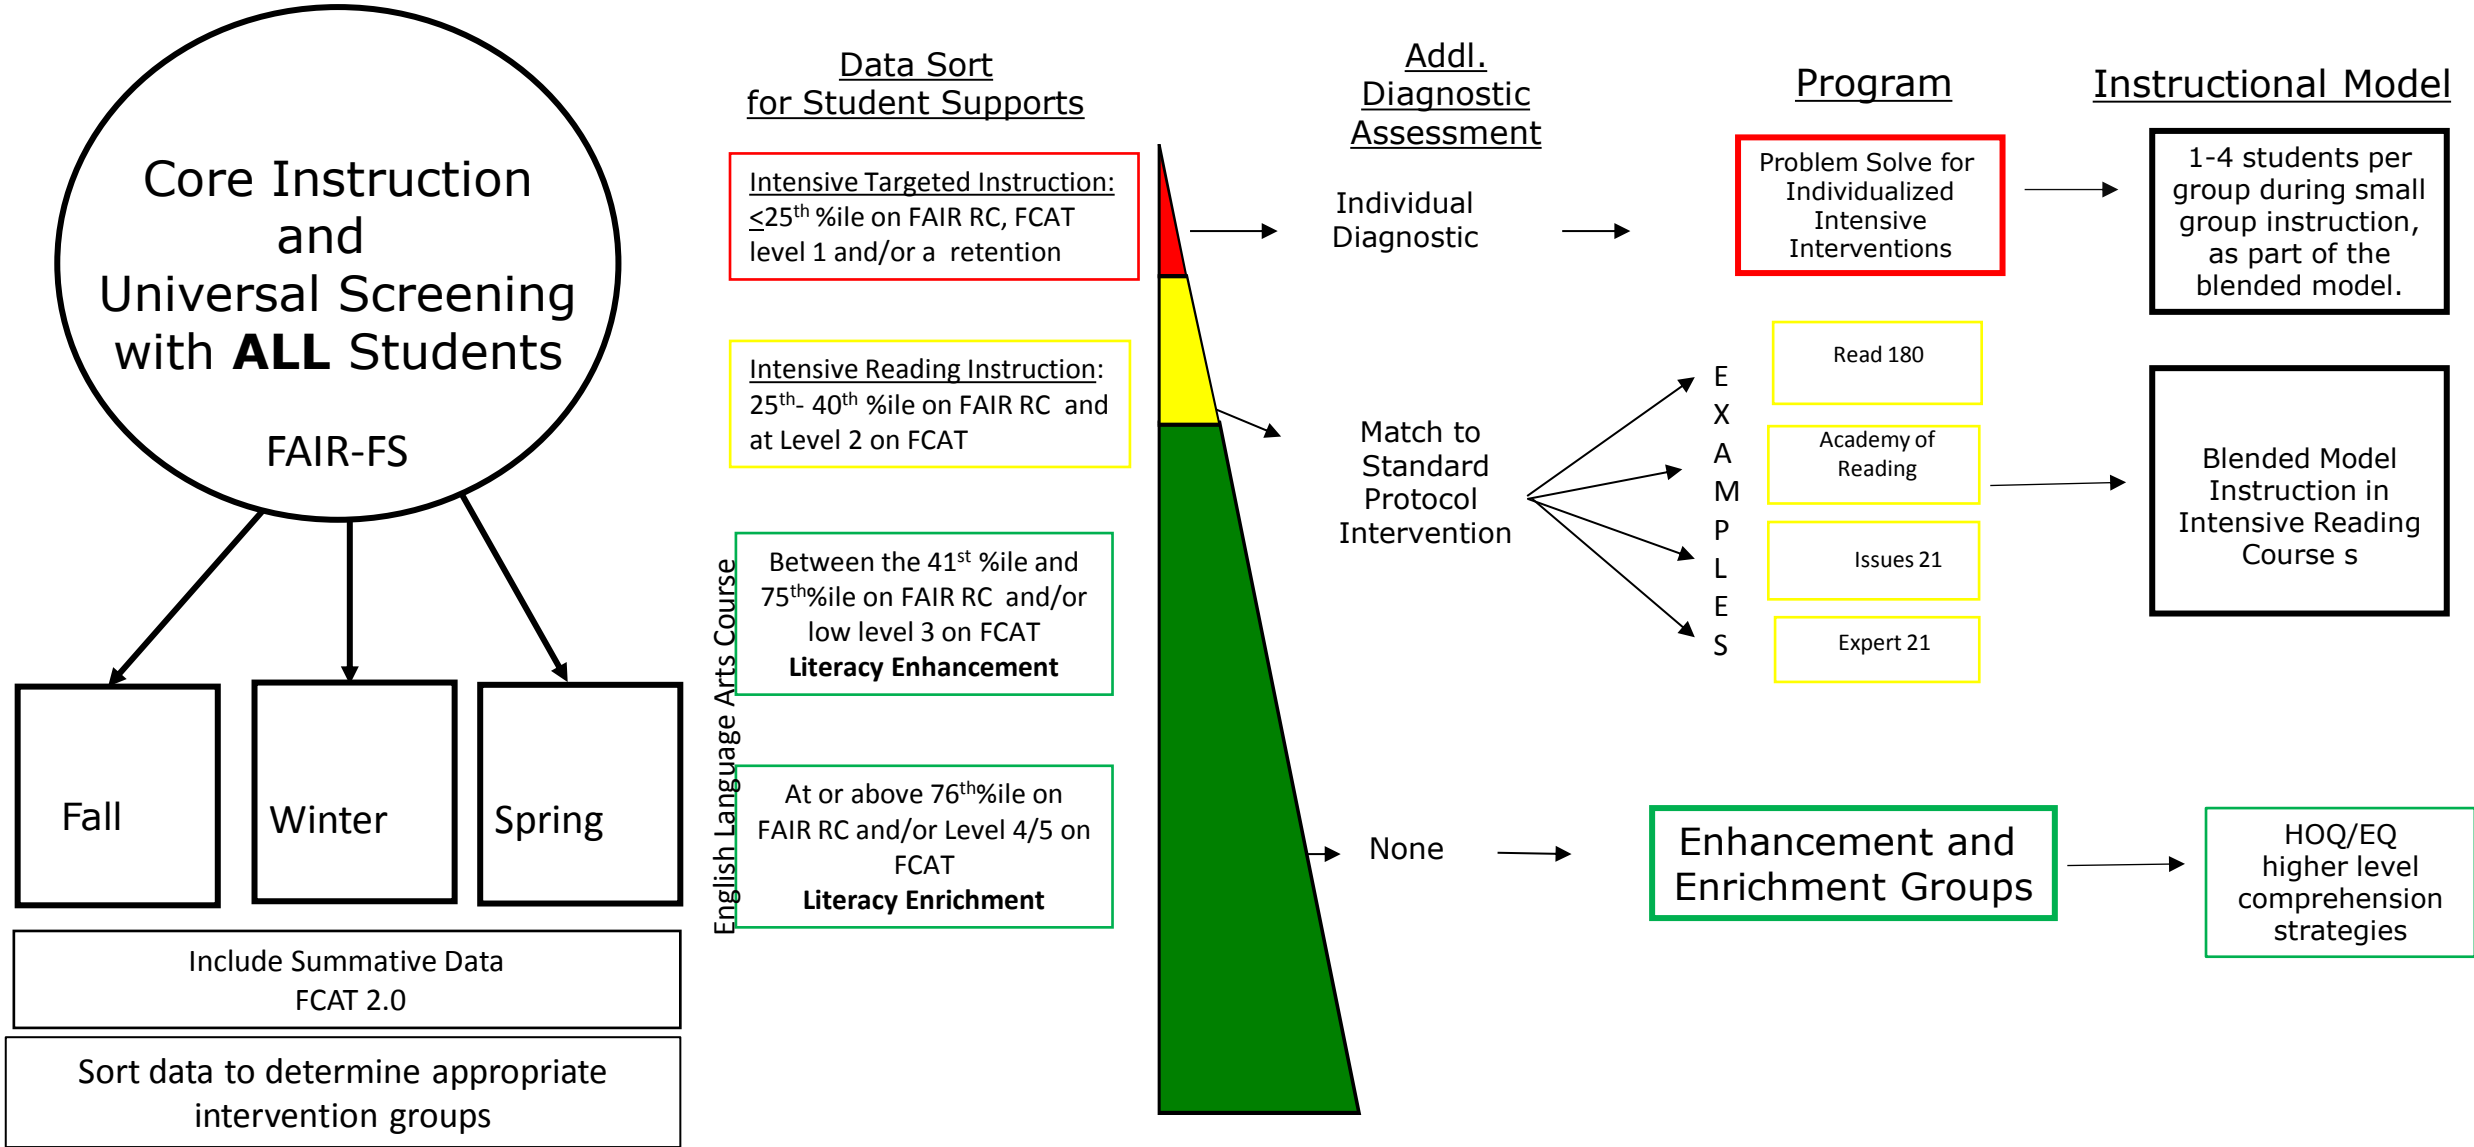 Core Instruction
and
Universal Screening
with ALL Students
FAIR-FS
Fall
Winter
Spring
Include Summative Data
FCAT 2.0
Sort data to determine appropriate
intervention groups
Data Sort
for Student Supports
Intensive Targeted Instruction:
<25th %ile on FAIR RC, FCAT
level 1 and/or a retention
Intensive Reading Instruction:
25th- 40th %ile on FAIR RC and
at Level 2 on FCAT
English Language Arts Course
Between the 41st %ile and
75th%ile on FAIR RC and/or
low level 3 on FCAT
Literacy Enhancement
At or above 76th%ile on
FAIR RC and/or Level 4/5 on
FCAT
Literacy Enrichment
Addl.
Diagnostic
Assessment
Individual
Diagnostic
Match to
Standard
Protocol
Intervention
None
Program
Problem Solve for
Individualized
Intensive
Interventions
E
X
A
M
P
L
E
S
Read 180
Academy of
Reading
Issues 21
Expert 21
Enhancement and
Enrichment Groups
Instructional Model
1-4 students per
group during small
group instruction,
as part of the
blended model.
Blended Model
Instruction in
Intensive Reading
Course s
HOQ/EQ
higher level
comprehension
strategies